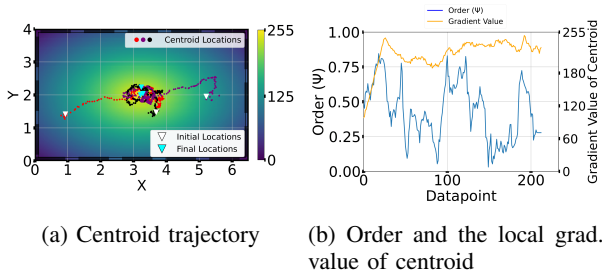 4
3
2
1
0
Y
0 1 2 3 4 5 6
X
Centroid Locations
Initial Locations
Final Locations
255
125
0
(a) Centroid trajectory
Order (Ψ)
Gradient Value
1.00
0.75
0.50
0.25
0.00
Order (Ψ)
0 100 200
Datapoint
255
180
120
60
0
Gradient Value of Centroid
(b) Order and the local grad.
value of centroid